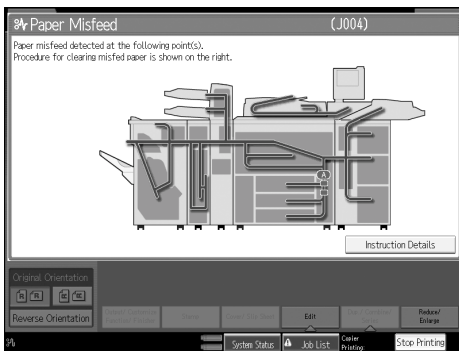 Paper Misfeed (J004)
Paper misfeed detected at the following point(s).
Procedure for clearing misfed paper is shown on the right.
A
Instruction Details
Original Orientation
R R R R
Reverse Orientation
Edit
Reduce/
Enlarge
System Status
Job List
Copier
Printing
Stop Printing